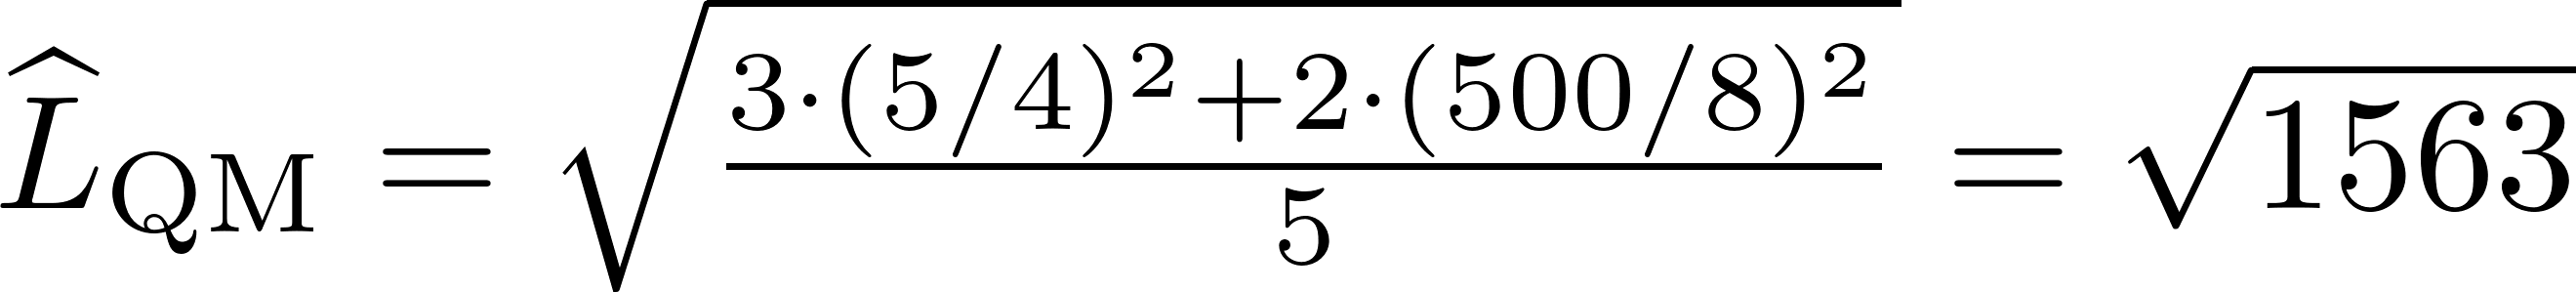 \widehat{L}_{\mathrm{QM}} = \sqrt{\frac{3 \cdot (5/4)^2 + 2 \cdot (500/8)^2}{5}} = \sqrt{1563}